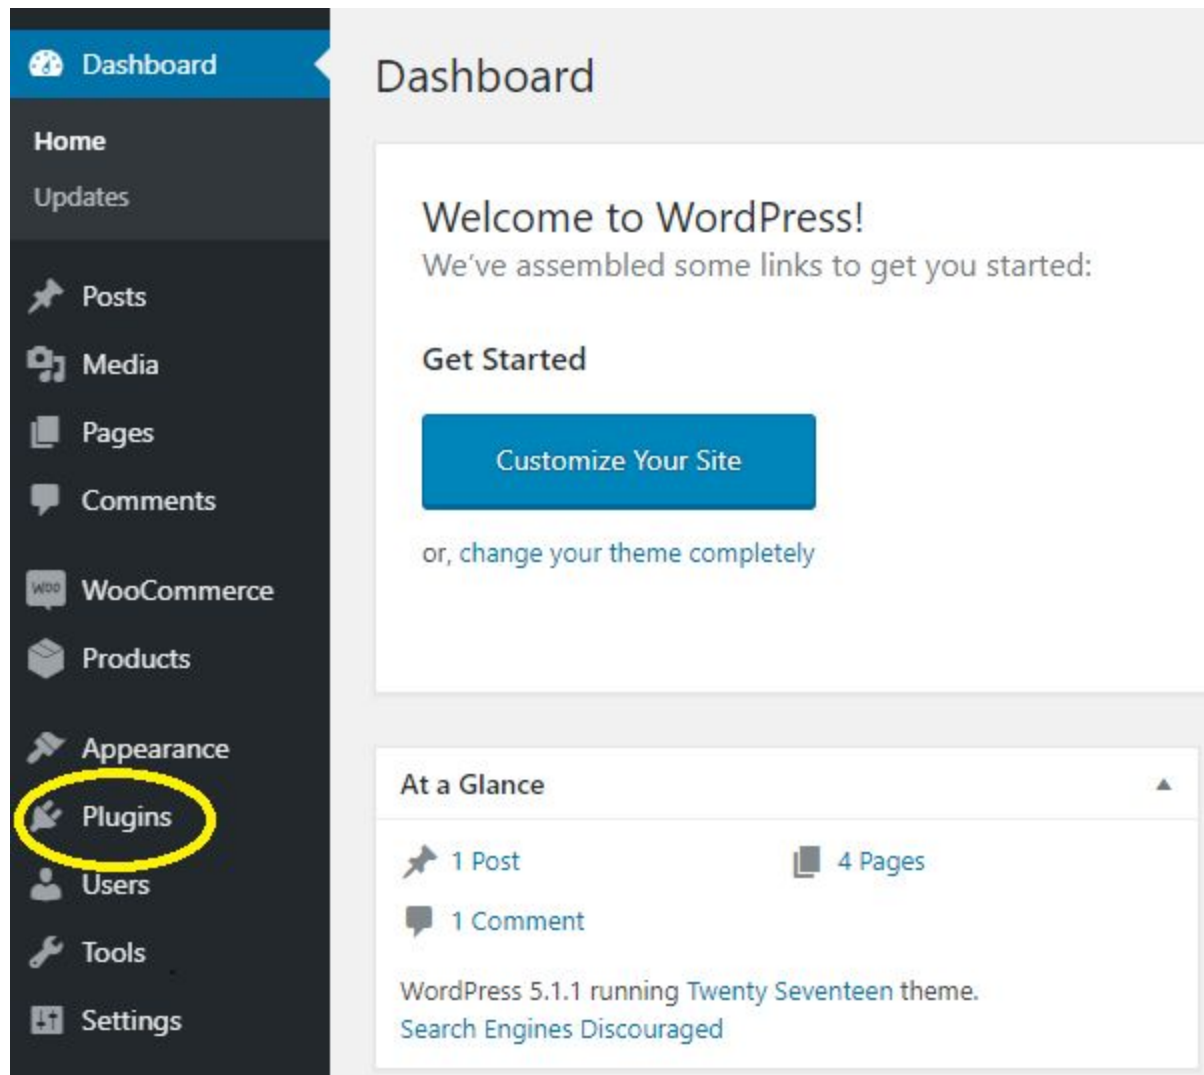 Dashboard
Home
Updates
Posts
Media
Pages
Comments
Woo WooCommerce
Products
Appearance
Plugins
Users
Tools
Settings
Dashboard
Welcome to WordPress!
We've assembled some links to get you started:
Get Started
Customize Your Site
or, change your theme completely
At a Glance
1 Post
4 Pages
1 Comment
WordPress 5.1.1 running Twenty Seventeen theme.
Search Engines Discouraged